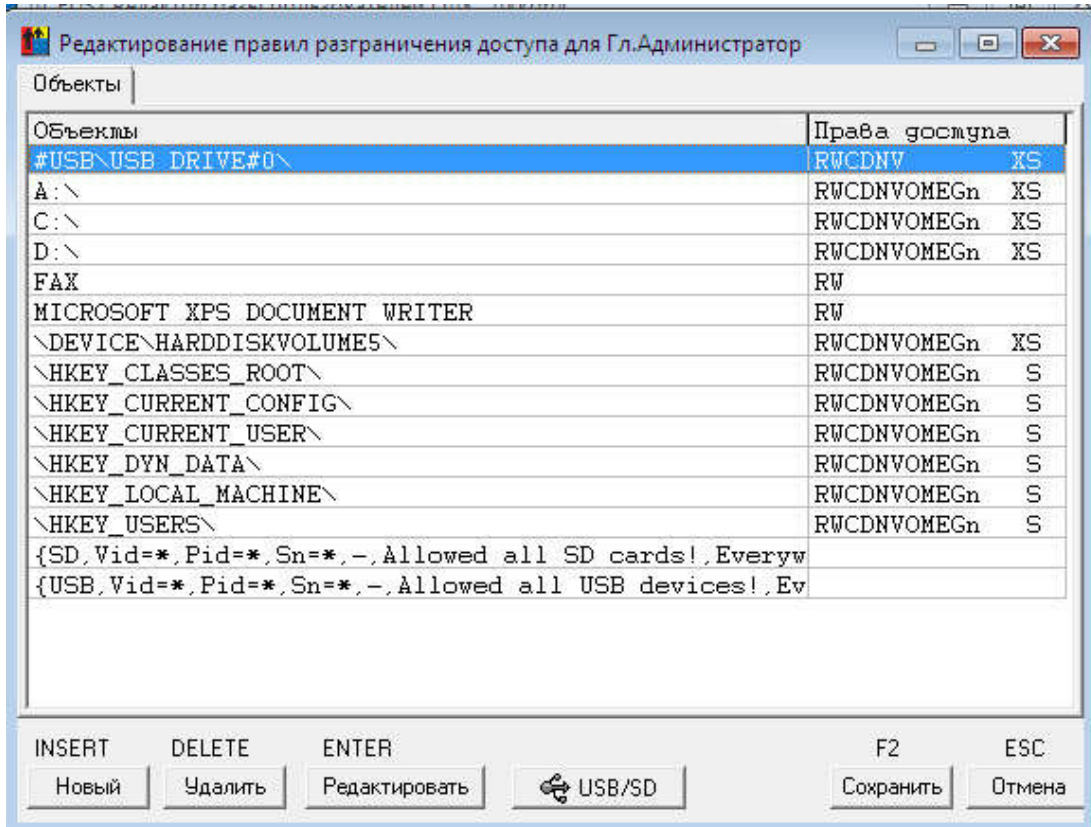 Редактирование правил разграничения доступа для Гл.Администратор
Объекты
Объекты Права доступа
#USB\USB DRIVE#0\ RWCDNV XS
A:\ RWCDNVOMEGn XS
C:\ RWCDNVOMEGn XS
D:\ RWCDNVOMEGn XS
FAX RW
MICROSOFT XPS DOCUMENT WRITER RW
\DEVICE\HARDDISKVOLUME5\ RWCDNVOMEGn XS
\HKEY_CLASSES_ROOT\ RWCDNVOMEGn S
\HKEY_CURRENT_CONFIG\ RWCDNVOMEGn S
\HKEY_CURRENT_USER\ RWCDNVOMEGn S
\HKEY_DYN_DATA\ RWCDNVOMEGn S
\HKEY_LOCAL_MACHINE\ RWCDNVOMEGn S
\HKEY_USERS\ RWCDNVOMEGn S
{SD,Vid=*,Pid=*,Sn=*,-,Allowed all SD cards!,Everyw
{USB,Vid=*,Pid=*,Sn=*,-,Allowed all USB devices!,Ev
INSERT DELETE ENTER F2 ESC
Новый Удалить Редактировать USB/SD Сохранить Отмена